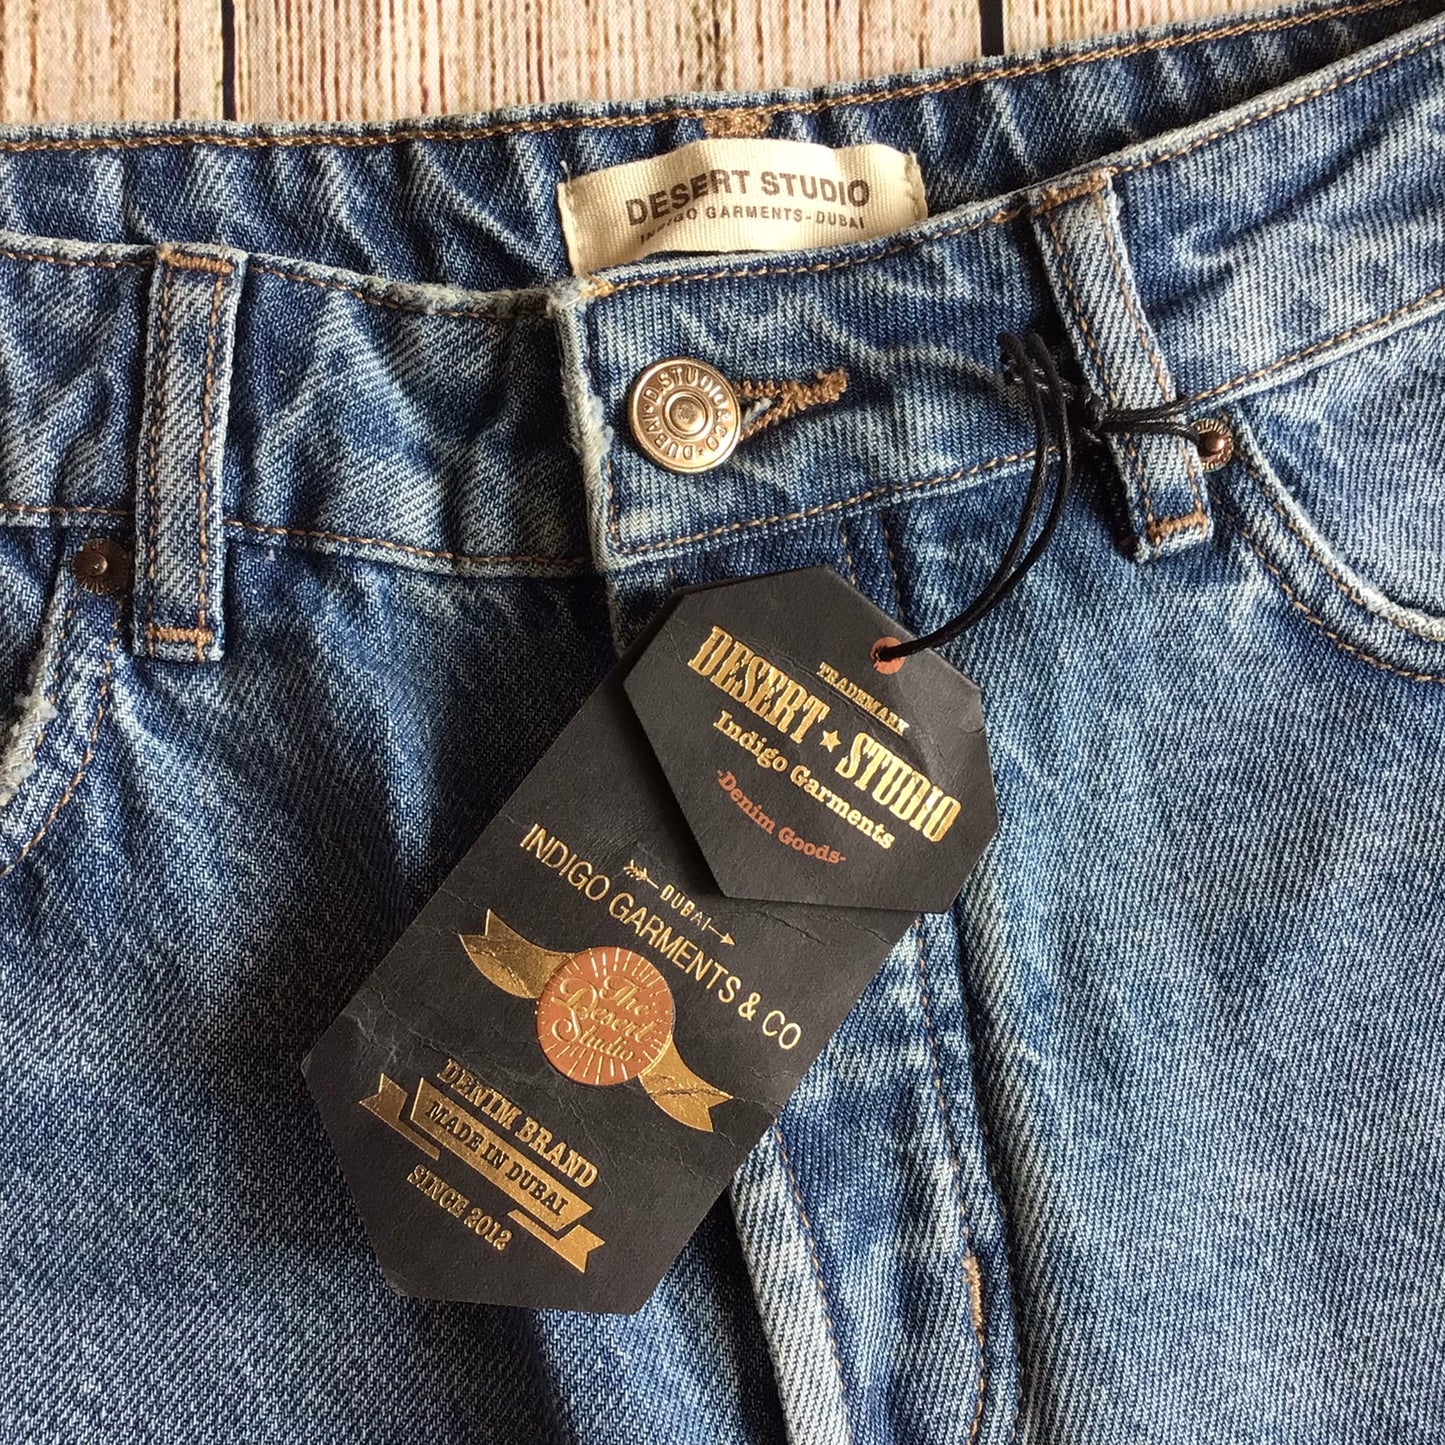 DESERT STUDIO
INDIGO GARMENTS-DUBAI
D.STUDIO&CO·DUBAI·
TRADEMARK
DESERT ★ STUDIO
Indigo Garments
-Denim Goods-
DUBAI
INDIGO GARMENTS & CO
The
Desert
Studio
DENIM BRAND
MADE IN DUBAI
SINCE 2012